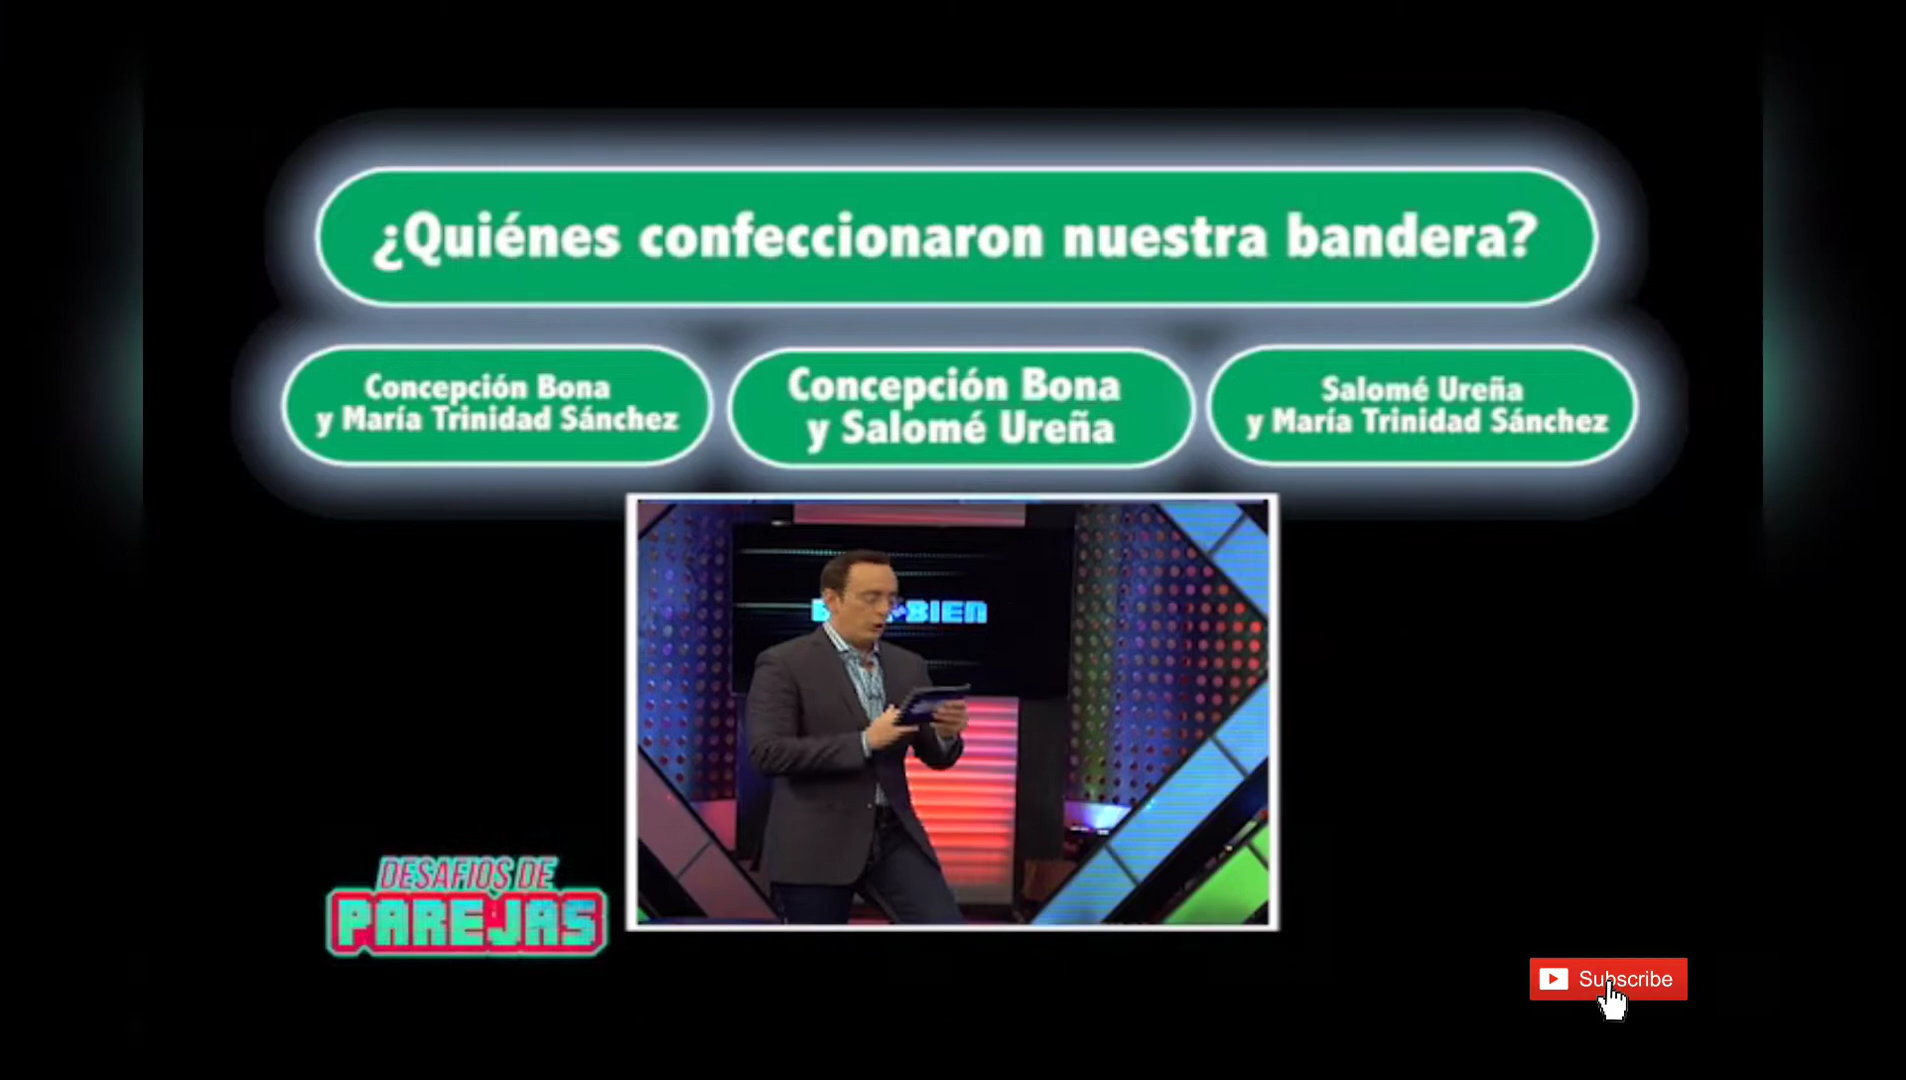 ¿Quiénes confeccionaron nuestra bandera?
Concepción Bona
y María Trinidad Sánchez
Concepción Bona
y Salomé Ureña
Salomé Ureña
y María Trinidad Sánchez
BIEN
DESAFIOS DE
PAREJAS
Subscribe